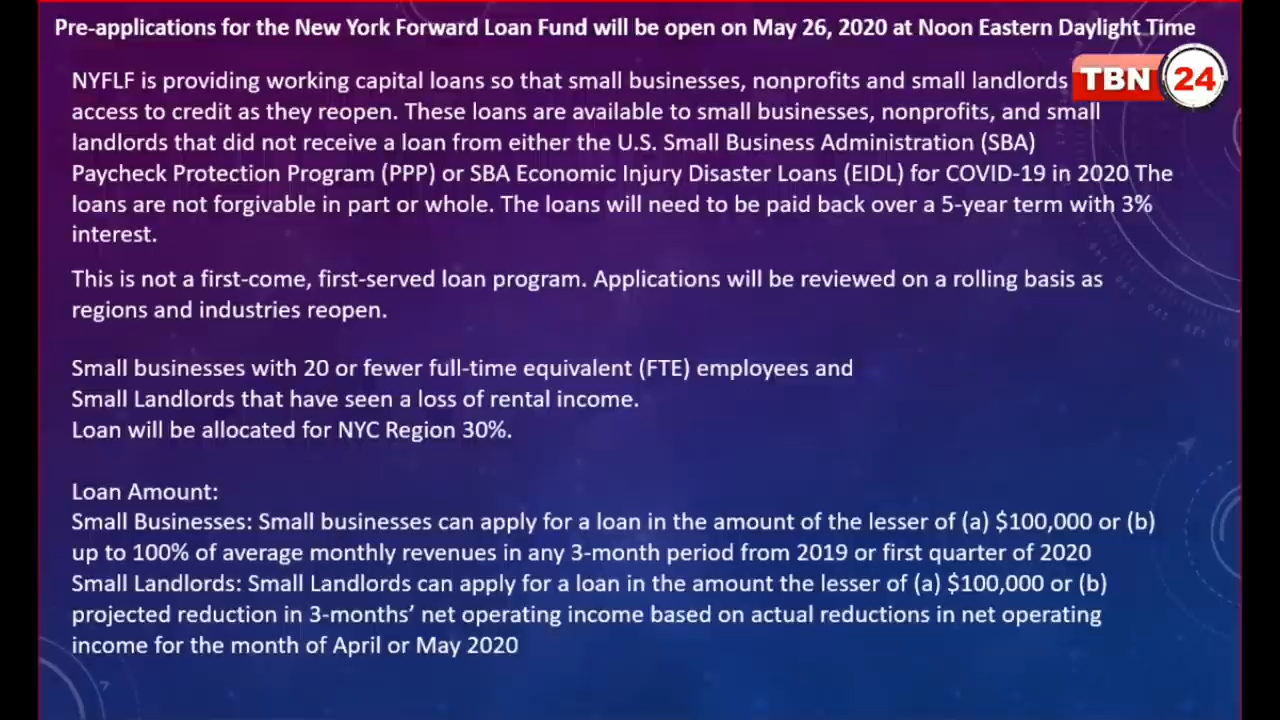 Pre-applications for the New York Forward Loan Fund will be open on May 26, 2020 at Noon Eastern Daylight Time
NYFLF is providing working capital loans so that small businesses, nonprofits and small landlords
TBN 24
access to credit as they reopen. These loans are available to small businesses, nonprofits, and small
landlords that did not receive a loan from either the U.S. Small Business Administration (SBA)
Paycheck Protection Program (PPP) or SBA Economic Injury Disaster Loans (EIDL) for COVID-19 in 2020 The
loans are not forgivable in part or whole. The loans will need to be paid back over a 5-year term with 3%
interest.
This is not a first-come, first-served loan program. Applications will be reviewed on a rolling basis as
regions and industries reopen.
Small businesses with 20 or fewer full-time equivalent (FTE) employees and
Small Landlords that have seen a loss of rental income.
Loan will be allocated for NYC Region 30%.
Loan Amount:
Small Businesses: Small businesses can apply for a loan in the amount of the lesser of (a) $100,000 or (b)
up to 100% of average monthly revenues in any 3-month period from 2019 or first quarter of 2020
Small Landlords: Small Landlords can apply for a loan in the amount the lesser of (a) $100,000 or (b)
projected reduction in 3-months’ net operating income based on actual reductions in net operating
income for the month of April or May 2020